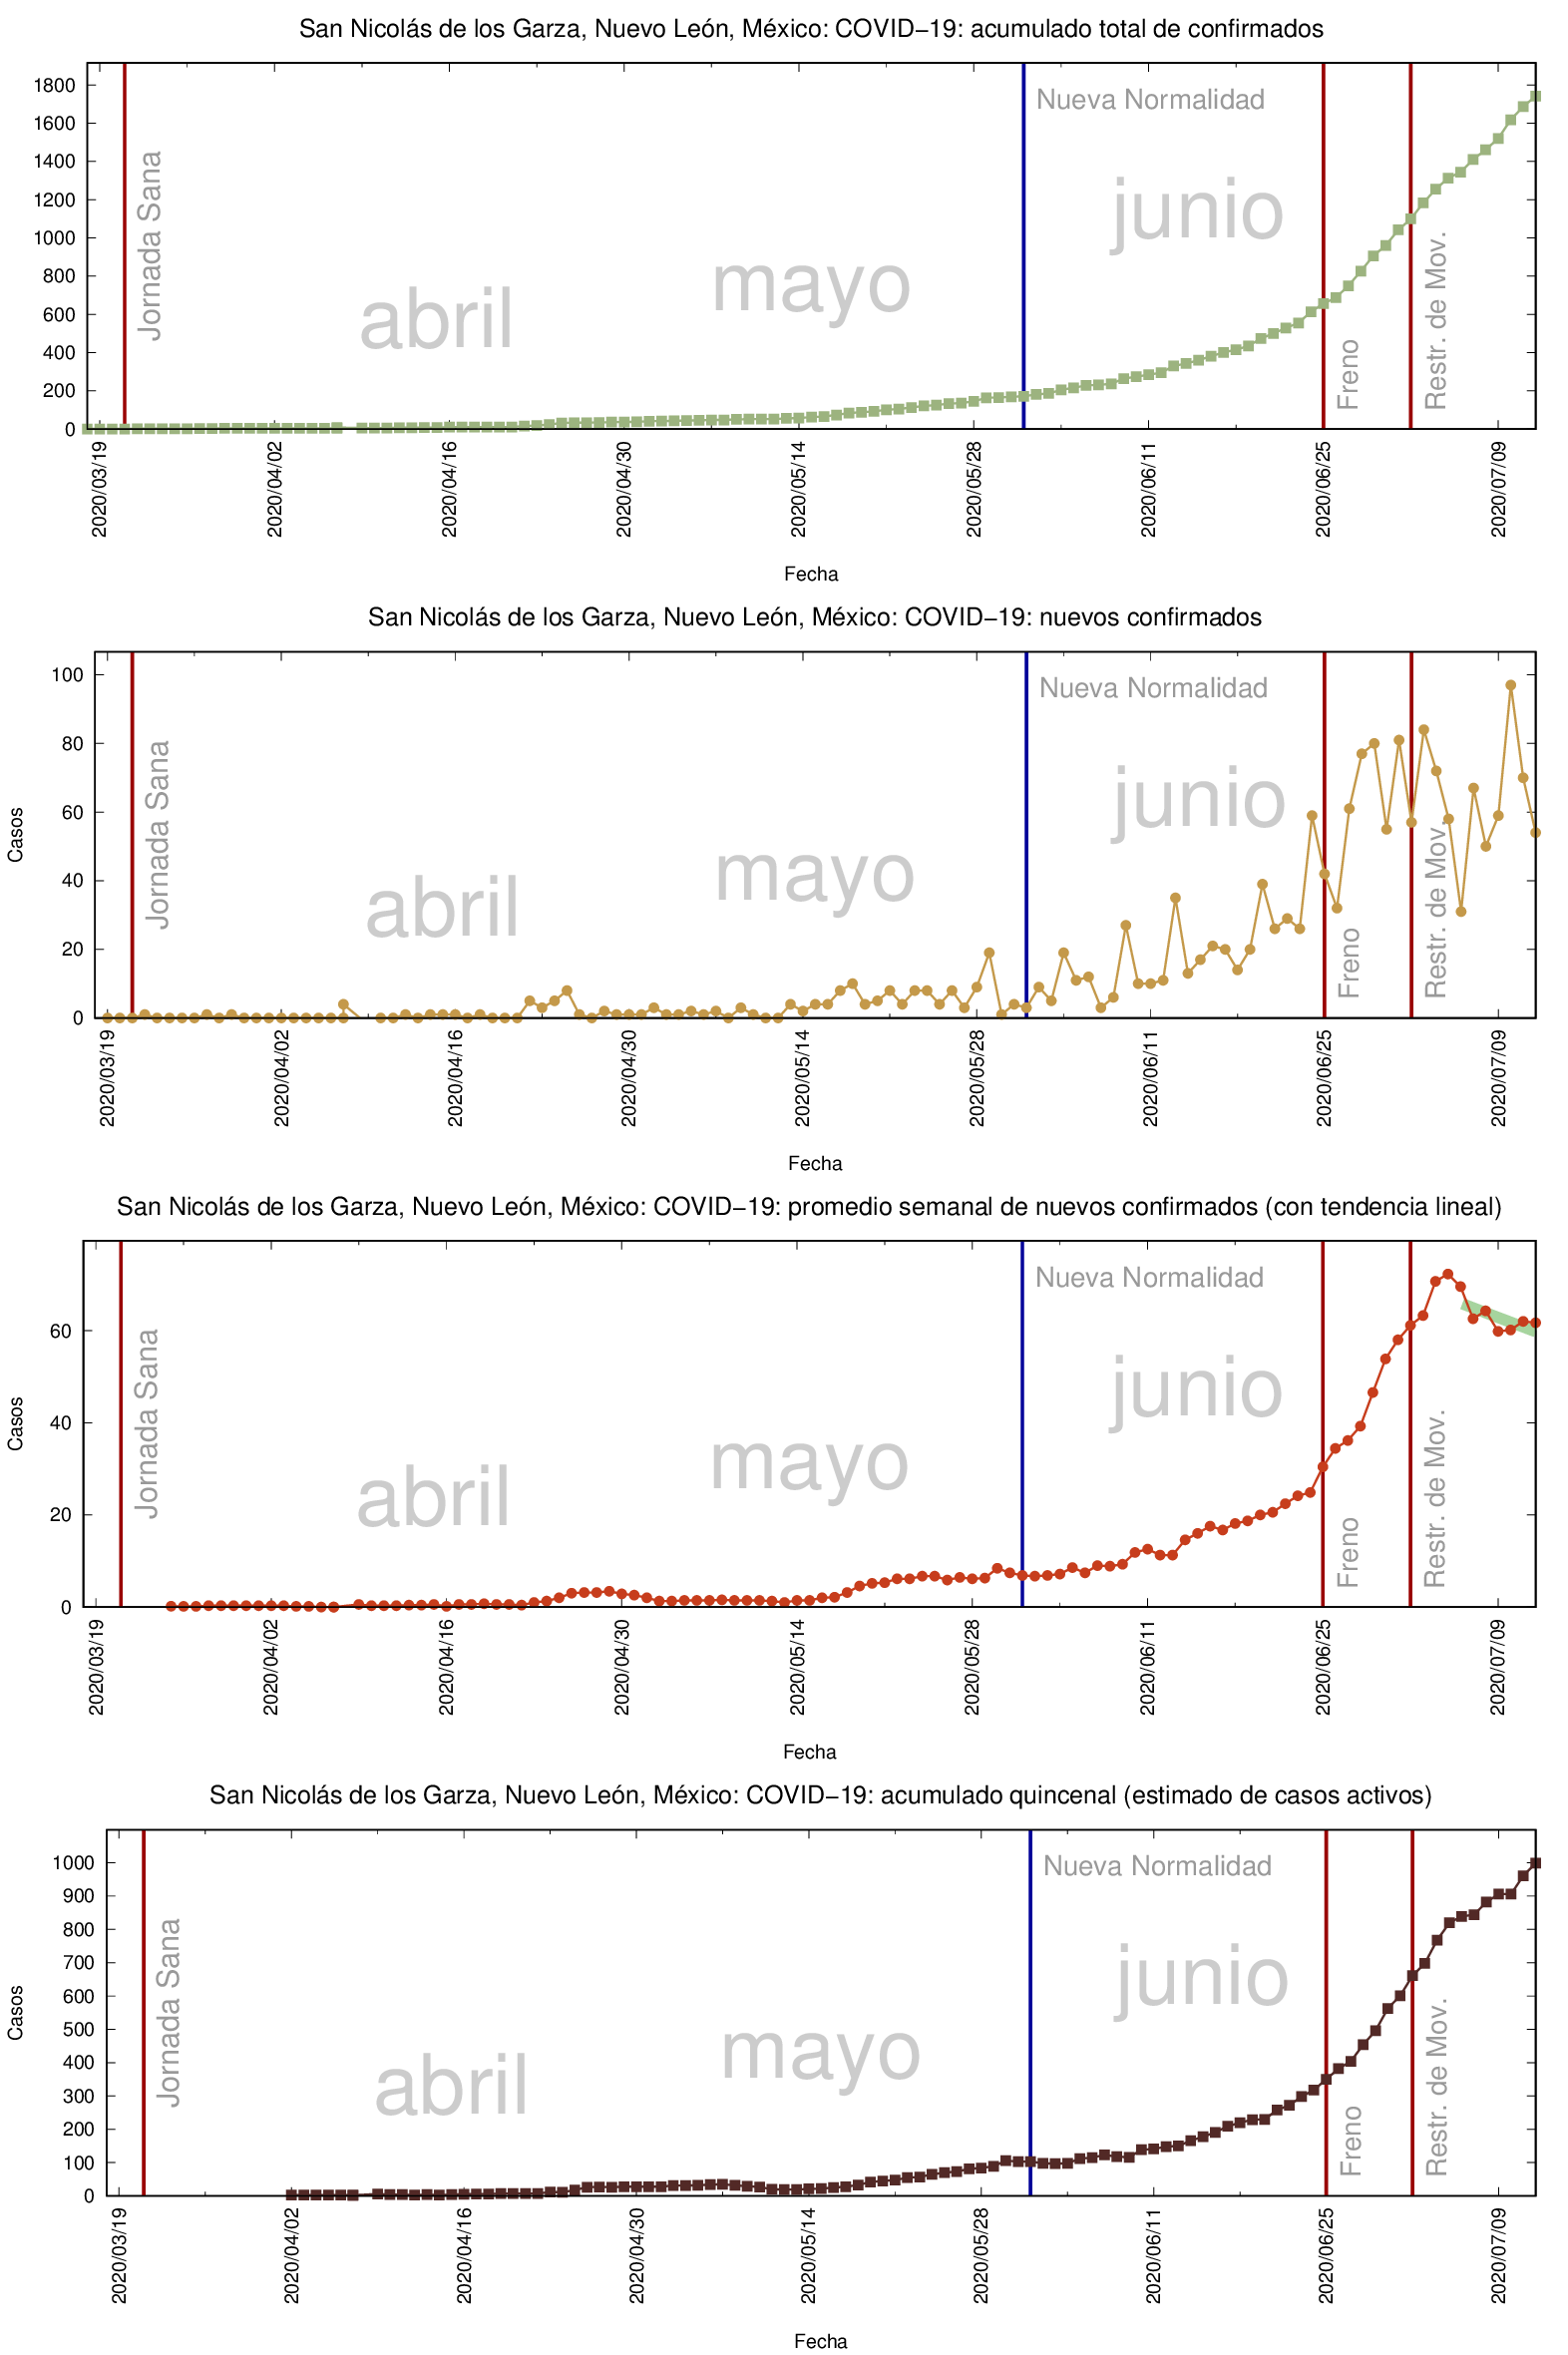 San Nicolás de los Garza, Nuevo León, México: COVID−19: acumulado total de confirmados
1800
1600
1400
1200
1000
800
600
400
200
0
Jornada Sana
abril
mayo
Nueva Normalidad
junio
Freno
Restr. de Mov.
2020/03/19
2020/04/02
2020/04/16
2020/04/30
2020/05/14
2020/05/28
2020/06/11
2020/06/25
2020/07/09
Fecha
San Nicolás de los Garza, Nuevo León, México: COVID−19: nuevos confirmados
Casos
100
80
60
40
20
0
Jornada Sana
abril
mayo
Nueva Normalidad
junio
Freno
Restr. de Mov.
2020/03/19
2020/04/02
2020/04/16
2020/04/30
2020/05/14
2020/05/28
2020/06/11
2020/06/25
2020/07/09
Fecha
San Nicolás de los Garza, Nuevo León, México: COVID−19: promedio semanal de nuevos confirmados (con tendencia lineal)
Casos
60
40
20
0
Jornada Sana
abril
mayo
Nueva Normalidad
junio
Freno
Restr. de Mov.
2020/03/19
2020/04/02
2020/04/16
2020/04/30
2020/05/14
2020/05/28
2020/06/11
2020/06/25
2020/07/09
Fecha
San Nicolás de los Garza, Nuevo León, México: COVID−19: acumulado quincenal (estimado de casos activos)
Casos
1000
900
800
700
600
500
400
300
200
100
0
Jornada Sana
abril
mayo
Nueva Normalidad
junio
Freno
Restr. de Mov.
2020/03/19
2020/04/02
2020/04/16
2020/04/30
2020/05/14
2020/05/28
2020/06/11
2020/06/25
2020/07/09
Fecha